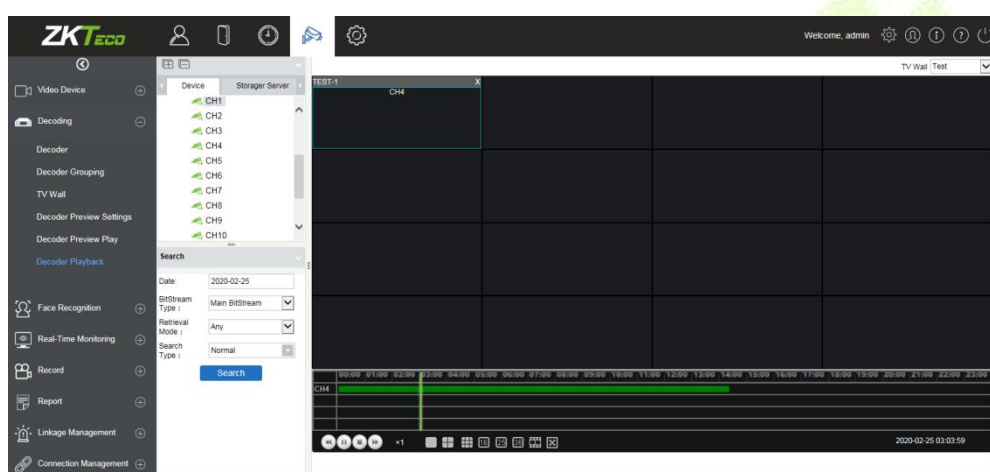 ZKTECO
Welcome, admin
TV Wall Test
Video Device
Decoding
Decoder
Decoder Grouping
TV Wall
Decoder Preview Settings
Decoder Preview Play
Decoder Playback
Face Recognition
Real-Time Monitoring
Record
Report
Linkage Management
Connection Management
Device Storager Server
CH1
CH2
CH3
CH4
CH5
CH6
CH7
CH8
CH9
CH10
Search
Date: 2020-02-25
BitStream
Type : Main BitStream
Retrieval
Mode : Any
Search
Type : Normal
Search
TEST-1 X
CH4
00:00 01:00 02:00 03:00 04:00 05:00 06:00 07:00 08:00 09:00 10:00 11:00 12:00 13:00 14:00 15:00 16:00 17:00 18:00 19:00 20:00 21:00 22:00 23:00
CH4
×1 16 25
2020-02-25 03:03:59